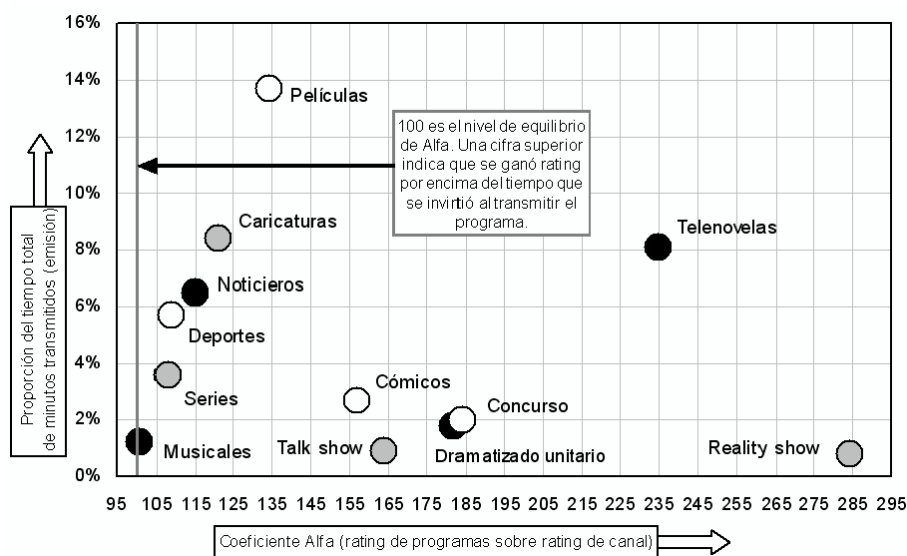 16%
14%
12%
10%
8%
6%
4%
2%
0%
Proporción del tiempo total
de minutos transmitidos (emisión)
Películas
100 es el nivel de equilibrio
de Alfa. Una cifra superior
indica que se ganó rating
por encima del tiempo que
se invirtió al transmitir el
programa.
Caricaturas
Telenovelas
Noticieros
Deportes
Series
Cómicos
Concurso
Musicales
Talk show
Dramatizado unitario
Reality show
95 105 115 125 135 145 155 165 175 185 195 205 215 225 235 245 255 265 275 285 295
Coeficiente Alfa (rating de programas sobre rating de canal)